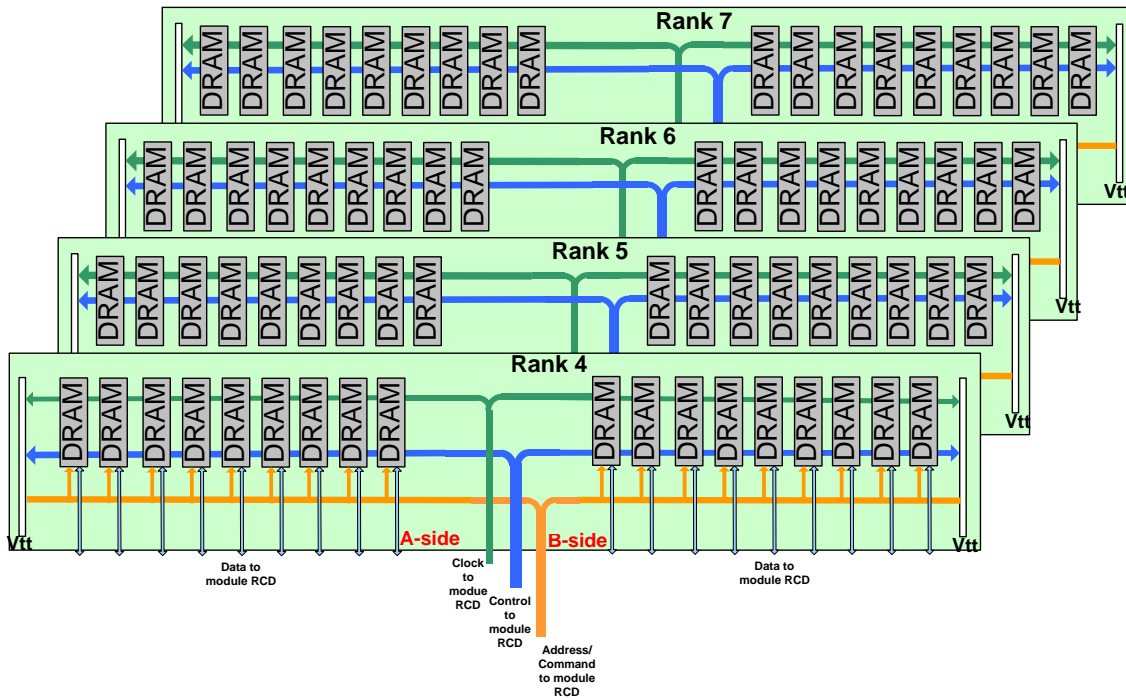 Rank 7
DRAM DRAM DRAM DRAM DRAM DRAM DRAM DRAM DRAM DRAM DRAM DRAM DRAM DRAM DRAM DRAM DRAM DRAM
Vtt
Rank 6
DRAM DRAM DRAM DRAM DRAM DRAM DRAM DRAM DRAM DRAM DRAM DRAM DRAM DRAM DRAM DRAM DRAM DRAM
Vtt
Rank 5
DRAM DRAM DRAM DRAM DRAM DRAM DRAM DRAM DRAM DRAM DRAM DRAM DRAM DRAM DRAM DRAM DRAM DRAM
Vtt
Rank 4
DRAM DRAM DRAM DRAM DRAM DRAM DRAM DRAM DRAM DRAM DRAM DRAM DRAM DRAM DRAM DRAM DRAM DRAM
Vtt
A-side
B-side
Vtt
Data to
module RCD
Clock
to
modue
RCD
Control
to
module
RCD
Address/
Command
to module
RCD
Data to
module RCD